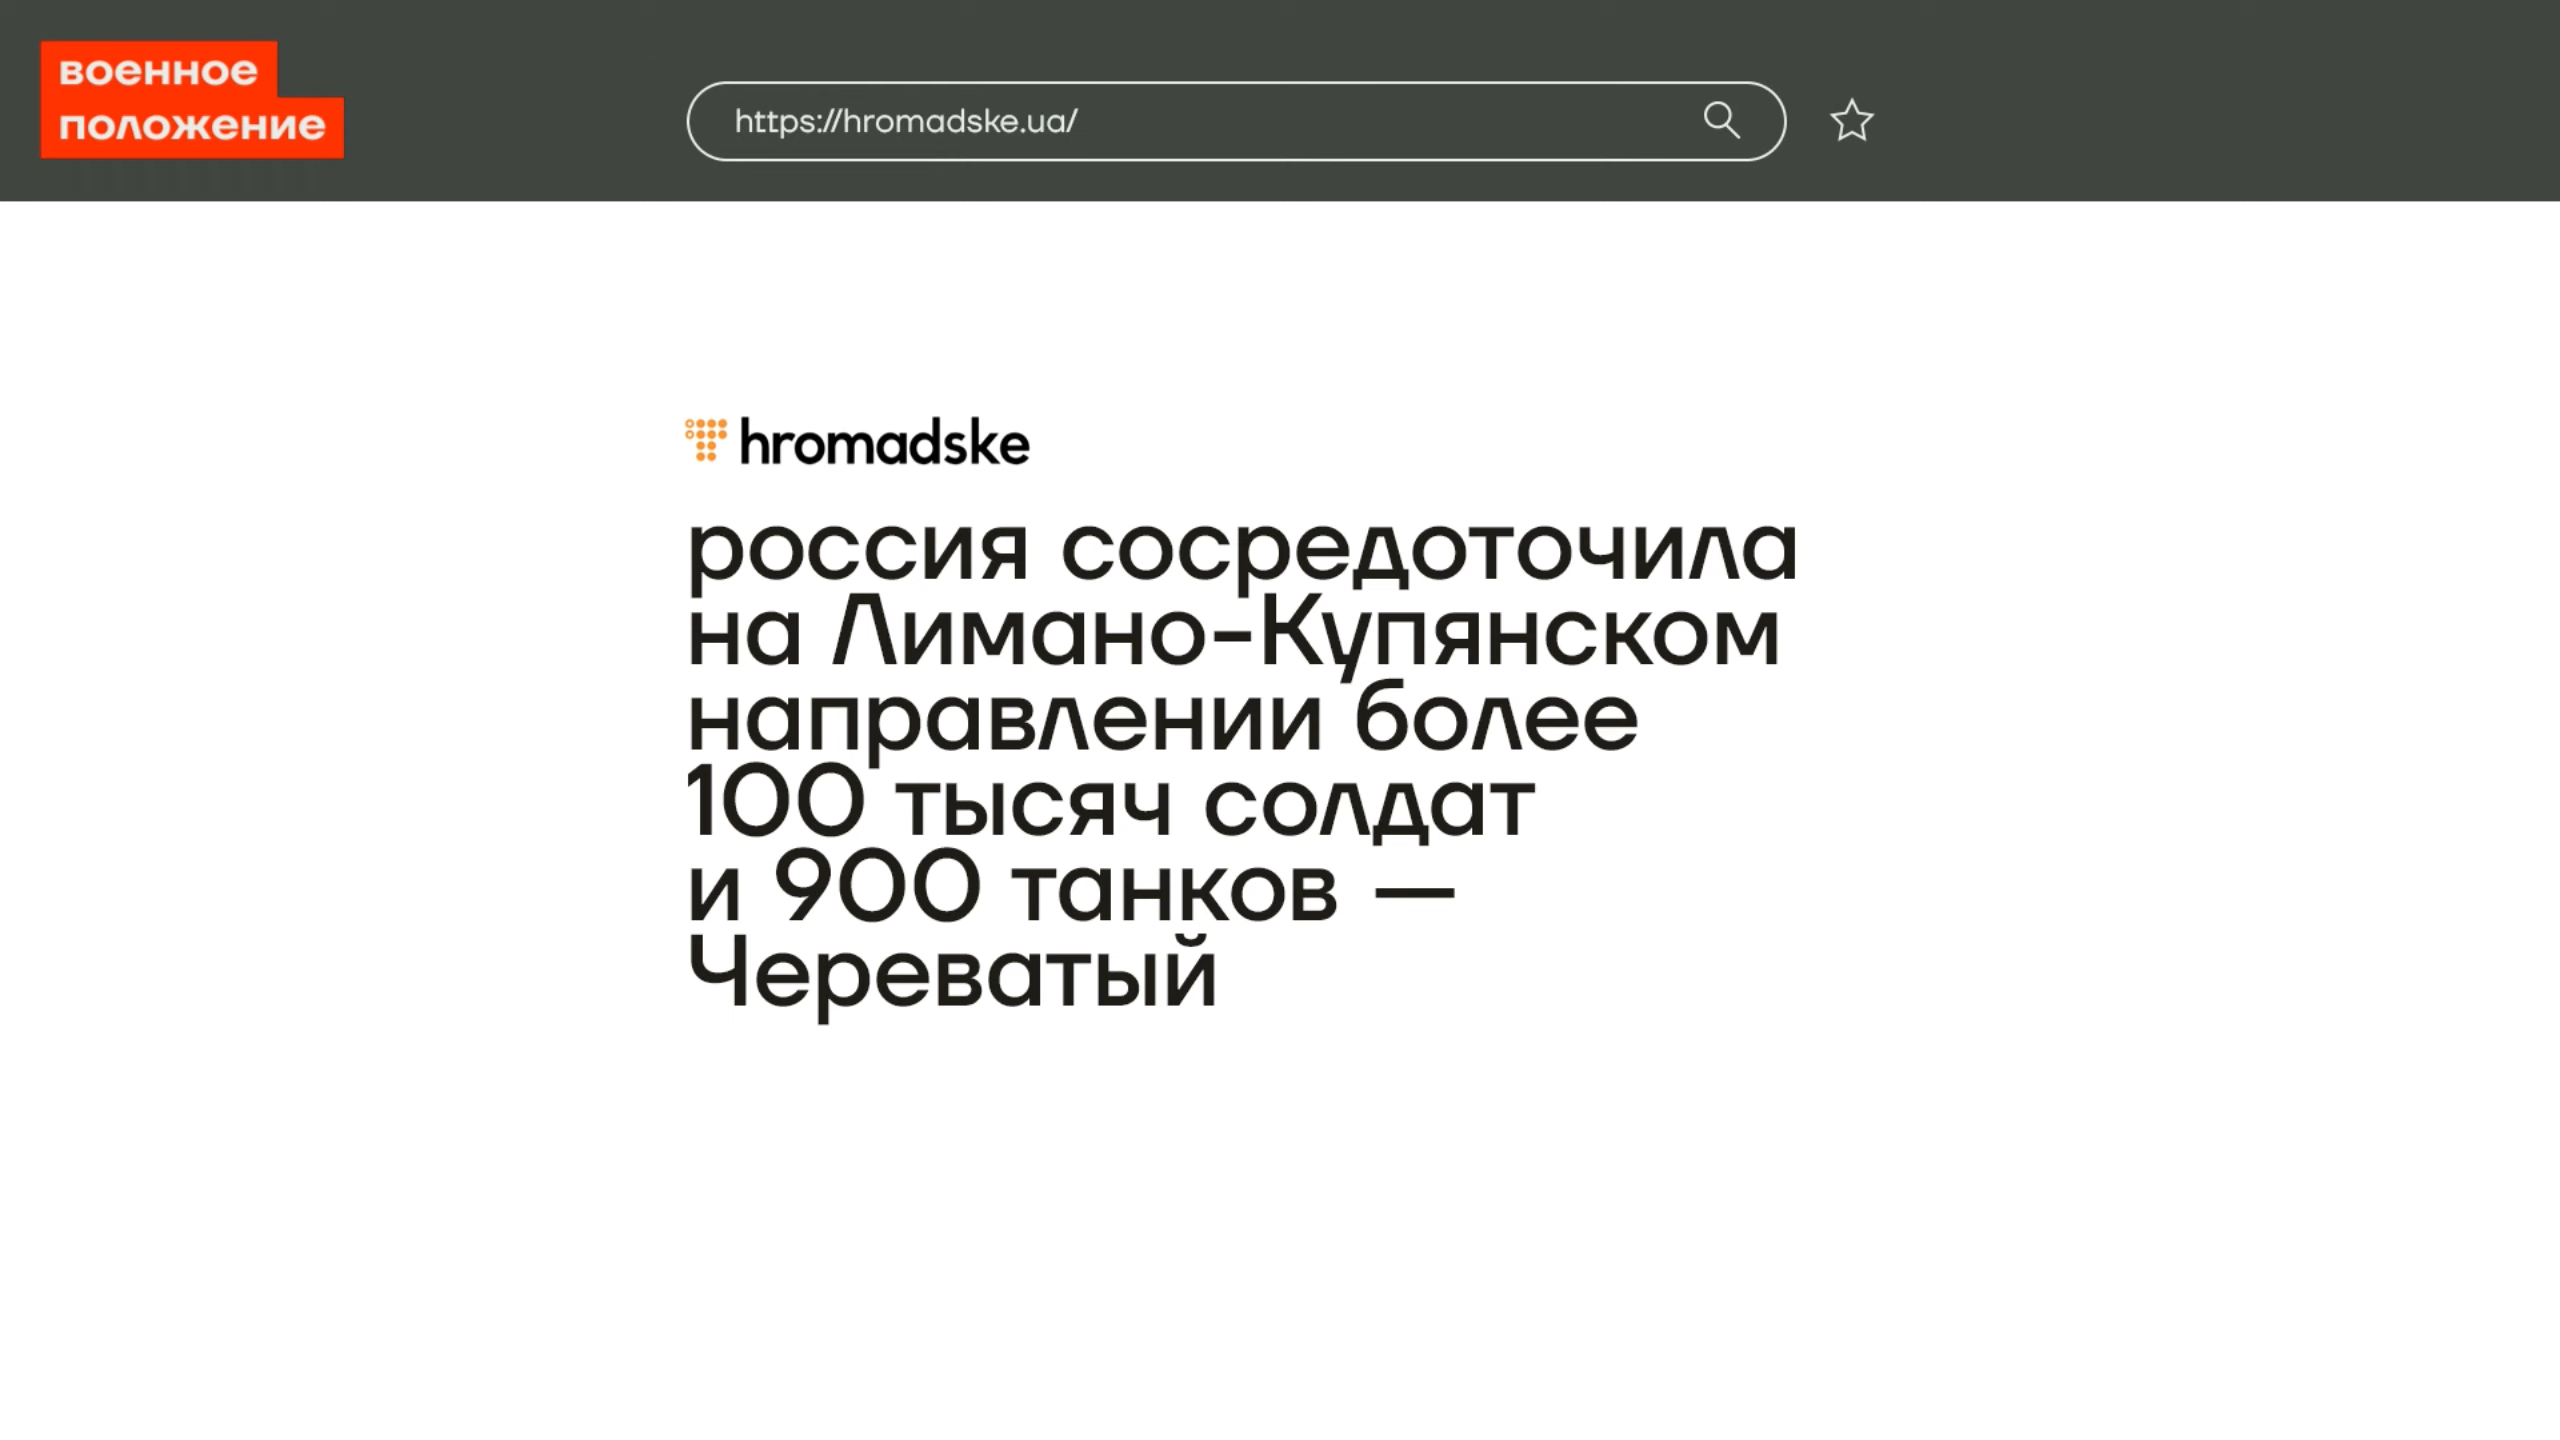 военное
положение
https://hromadske.ua/
hromadske
россия сосредоточила
на Лимано-Купянском
направлении более
100 тысяч солдат
и 900 танков —
Череватый